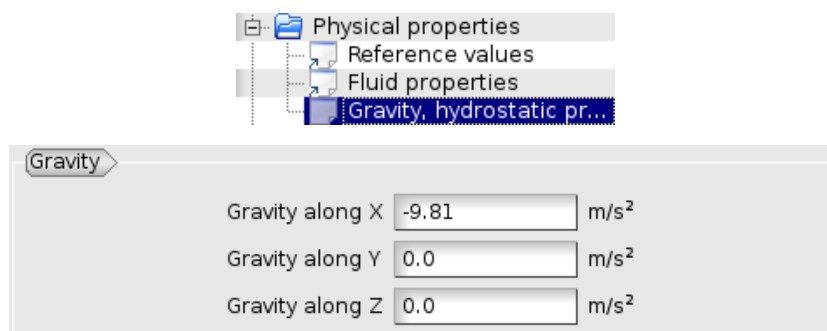 Physical properties
Reference values
Fluid properties
Gravity, hydrostatic pr...
Gravity
Gravity along X -9.81 m/s²
Gravity along Y 0.0 m/s²
Gravity along Z 0.0 m/s²